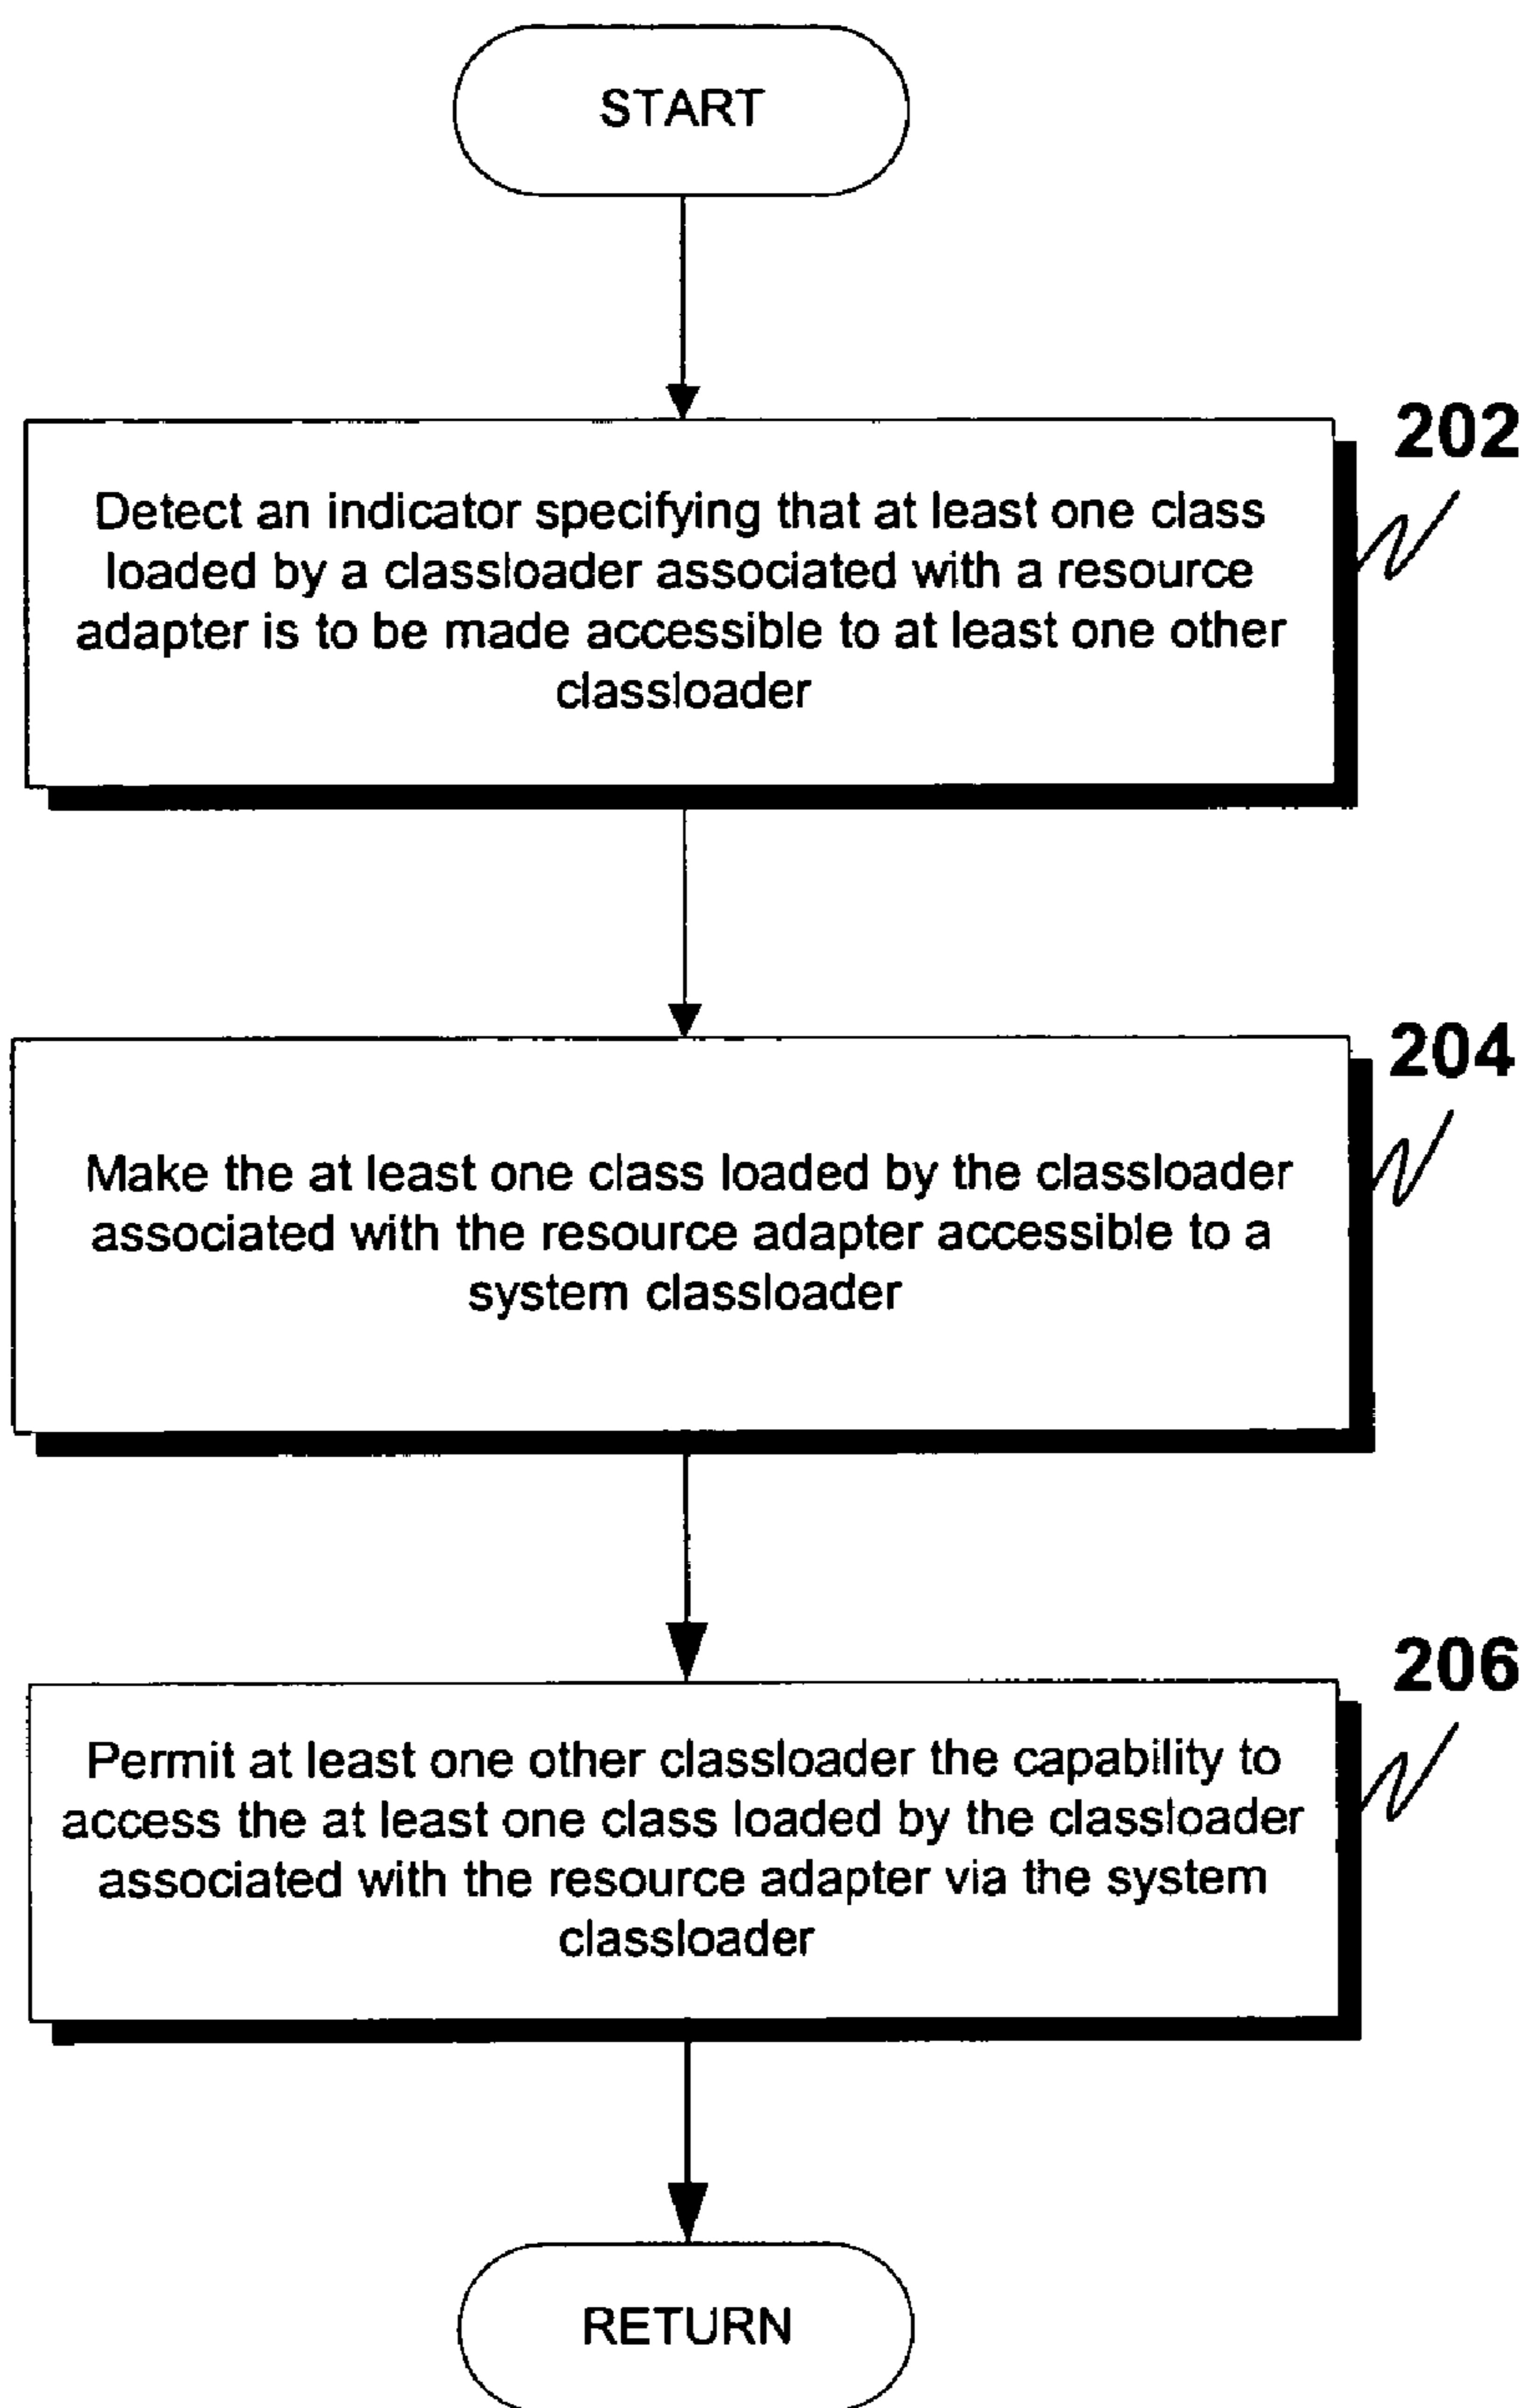 START
202
Detect an indicator specifying that at least one class
loaded by a classloader associated with a resource
adapter is to be made accessible to at least one other
classloader
204
Make the at least one class loaded by the classloader
associated with the resource adapter accessible to a
system classloader
206
Permit at least one other classloader the capability to
access the at least one class loaded by the classloader
associated with the resource adapter via the system
classloader
RETURN